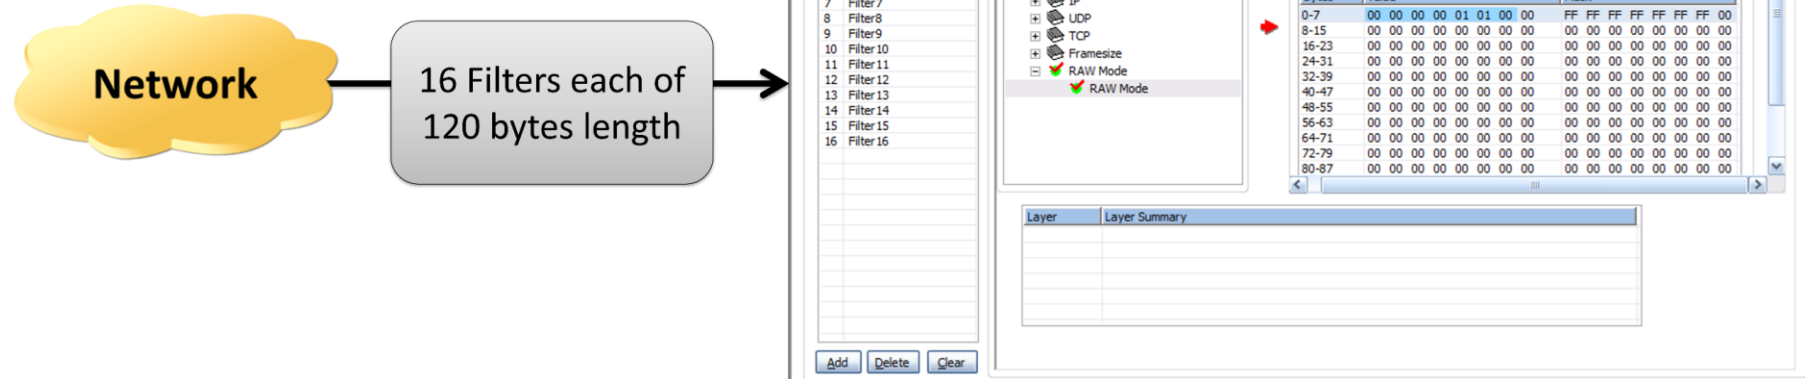 Network
16 Filters each of
120 bytes length
7 Filter7
8 Filter8
9 Filter9
10 Filter10
11 Filter11
12 Filter12
13 Filter13
14 Filter14
15 Filter15
16 Filter16
Add Delete Clear
IP
UDP
TCP
Framesize
RAW Mode
RAW Mode
0-7 00 00 00 00 01 01 00 00 FF FF FF FF FF FF FF 00
8-15 00 00 00 00 00 00 00 00 00 00 00 00 00 00 00 00
16-23 00 00 00 00 00 00 00 00 00 00 00 00 00 00 00 00
24-31 00 00 00 00 00 00 00 00 00 00 00 00 00 00 00 00
32-39 00 00 00 00 00 00 00 00 00 00 00 00 00 00 00 00
40-47 00 00 00 00 00 00 00 00 00 00 00 00 00 00 00 00
48-55 00 00 00 00 00 00 00 00 00 00 00 00 00 00 00 00
56-63 00 00 00 00 00 00 00 00 00 00 00 00 00 00 00 00
64-71 00 00 00 00 00 00 00 00 00 00 00 00 00 00 00 00
72-79 00 00 00 00 00 00 00 00 00 00 00 00 00 00 00 00
80-87 00 00 00 00 00 00 00 00 00 00 00 00 00 00 00 00
Layer Layer Summary